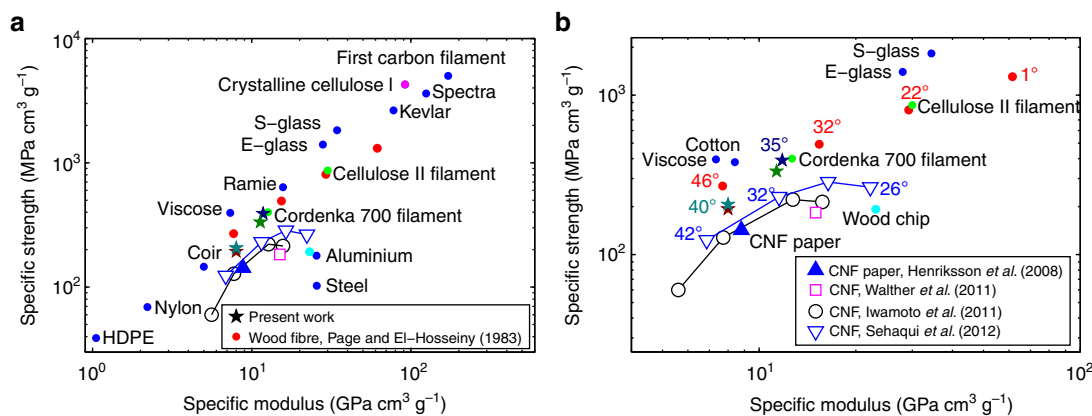 a
10⁴
10³
10²
Specific strength (MPa cm³ g⁻¹)
First carbon filament
Crystalline cellulose I
Spectra
Kevlar
S-glass
E-glass
Ramie
Cellulose II filament
Viscose
Cordenka 700 filament
Coir
Aluminium
Steel
Nylon
HDPE
Present work
Wood fibre, Page and El-Hosseiny (1983)
10⁰
10¹
10²
Specific modulus (GPa cm³ g⁻¹)
b
10³
10²
Specific strength (MPa cm³ g⁻¹)
S-glass
E-glass
1°
22°
Cellulose II filament
32°
35°
Cotton
Viscose
Cordenka 700 filament
46°
40°
32°
26°
Wood chip
42°
CNF paper
CNF paper, Henriksson et al. (2008)
CNF, Walther et al. (2011)
CNF, Iwamoto et al. (2011)
CNF, Sehaqui et al. (2012)
10¹
10²
Specific modulus (GPa cm³ g⁻¹)